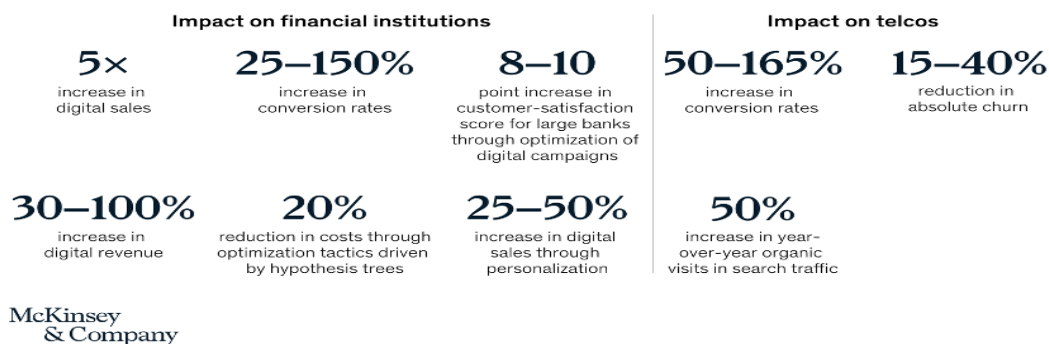 Impact on financial institutions
5×
increase in
digital sales
25–150%
increase in
conversion rates
8–10
point increase in
customer-satisfaction
score for large banks
through optimization of
digital campaigns
30–100%
increase in
digital revenue
20%
reduction in costs through
optimization tactics driven
by hypothesis trees
25–50%
increase in digital
sales through
personalization
Impact on telcos
50–165%
increase in
conversion rates
15–40%
reduction in
absolute churn
50%
increase in year-
over-year organic
visits in search traffic
McKinsey
& Company